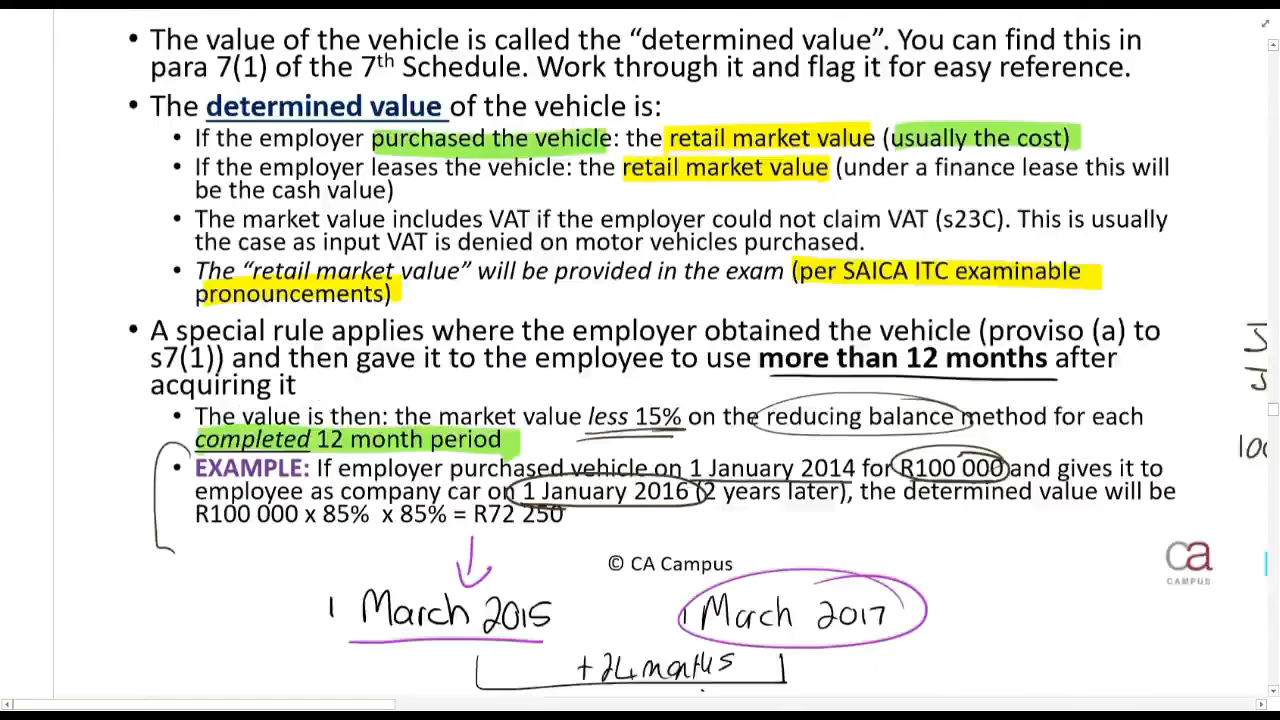 • The value of the vehicle is called the “determined value”. You can find this in
para 7(1) of the 7th Schedule. Work through it and flag it for easy reference.
• The determined value of the vehicle is:
• If the employer purchased the vehicle: the retail market value (usually the cost)
• If the employer leases the vehicle: the retail market value (under a finance lease this will
be the cash value)
• The market value includes VAT if the employer could not claim VAT (s23C). This is usually
the case as input VAT is denied on motor vehicles purchased.
• The “retail market value” will be provided in the exam (per SAICA ITC examinable
pronouncements)
• A special rule applies where the employer obtained the vehicle (proviso (a) to
s7(1)) and then gave it to the employee to use more than 12 months after
acquiring it
• The value is then: the market value less 15% on the reducing balance method for each
completed 12 month period
• EXAMPLE: If employer purchased vehicle on 1 January 2014 for R100 000 and gives it to
employee as company car on 1 January 2016 (2 years later), the determined value will be
R100 000 x 85%  x 85% = R72 250
© CA Campus
ca
CAMPUS
1 March 2015
1 March 2017
+24 months